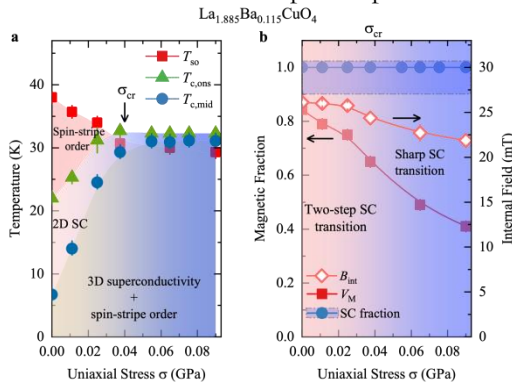 La1.885Ba0.115CuO4
a
b
σcr
Tso
Tc,ons
Tc,mid
σcr
Spin-stripe
order
2D SC
3D superconductivity
+
spin-stripe order
Temperature (K)
40
30
20
10
0
0.00 0.02 0.04 0.06 0.08
Uniaxial Stress σ (GPa)
Magnetic Fraction
1.0
0.8
0.6
0.4
0.2
0.0
Sharp SC
transition
Two-step SC
transition
Bint
VM
SC fraction
30
25
20
15
10
5
0
Internal Field (mT)
0.00 0.02 0.04 0.06 0.08
Uniaxial Stress σ (GPa)